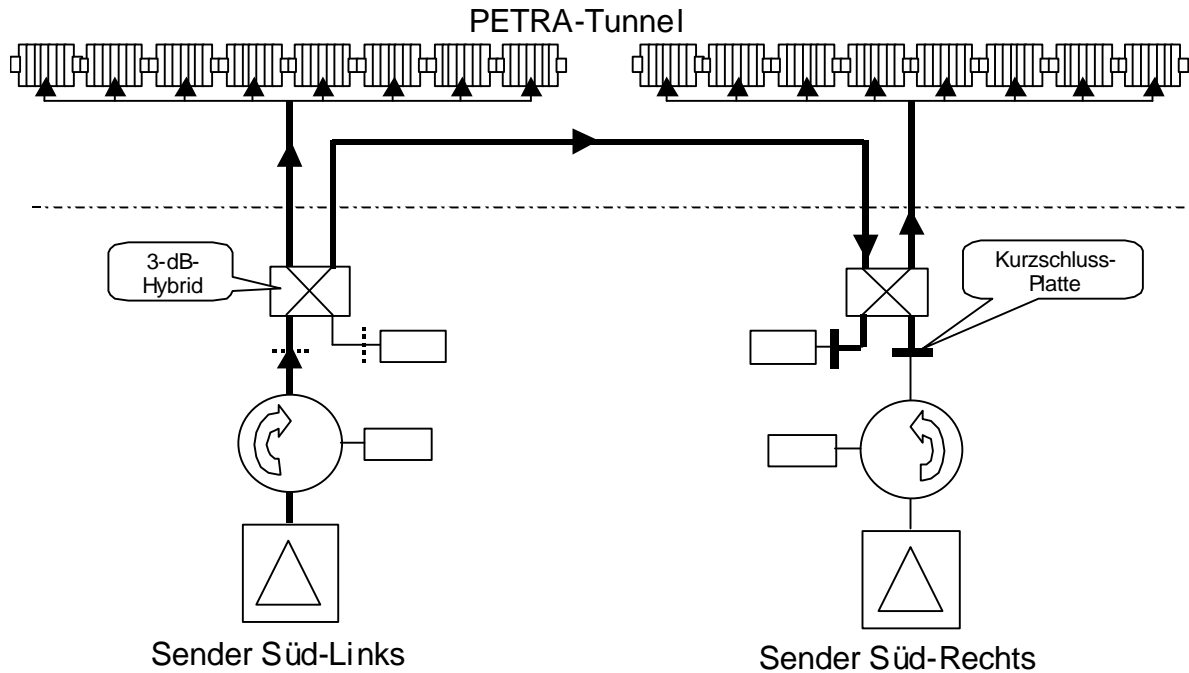 PETRA-Tunnel
3-dB-
Hybrid
Kurzschluss-
Platte
Sender Süd-Links
Sender Süd-Rechts